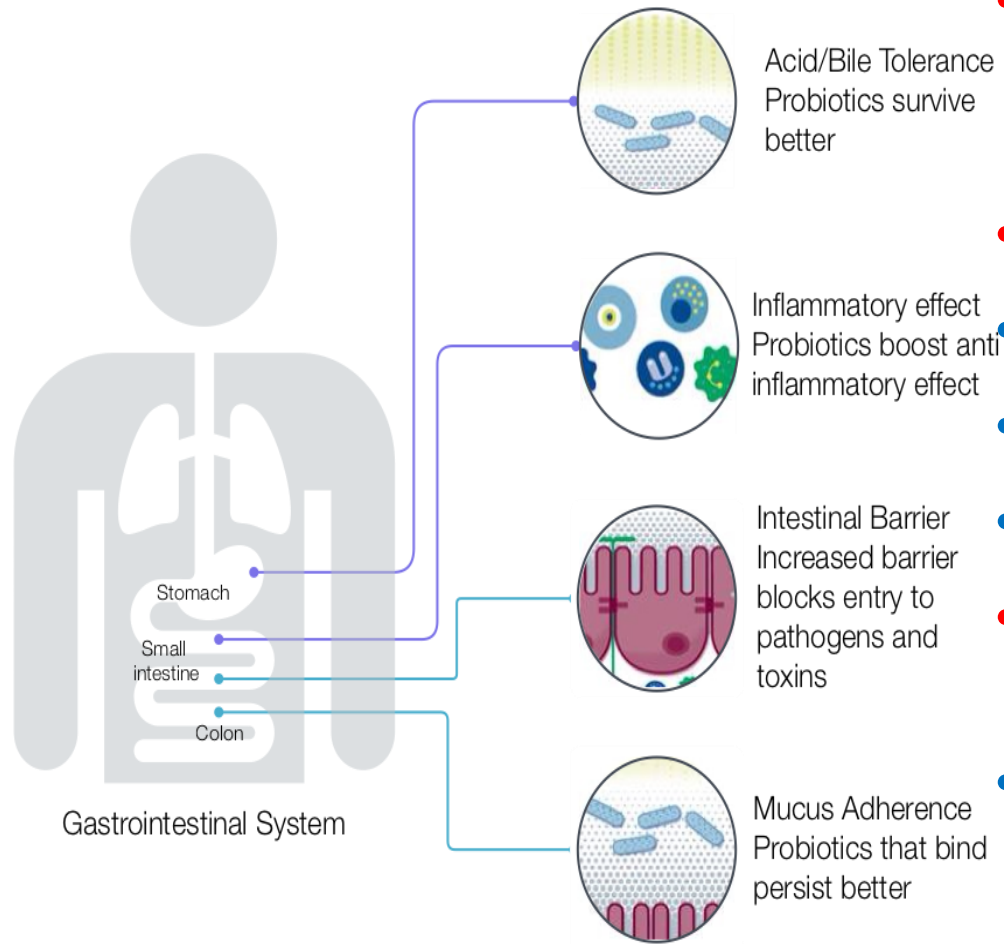 Acid/Bile Tolerance
Probiotics survive
better
Inflammatory effect
Probiotics boost anti
inflammatory effect
Intestinal Barrier
Increased barrier
blocks entry to
pathogens and
toxins
Mucus Adherence
Probiotics that bind
persist better
Stomach
Small
intestine
Colon
Gastrointestinal System